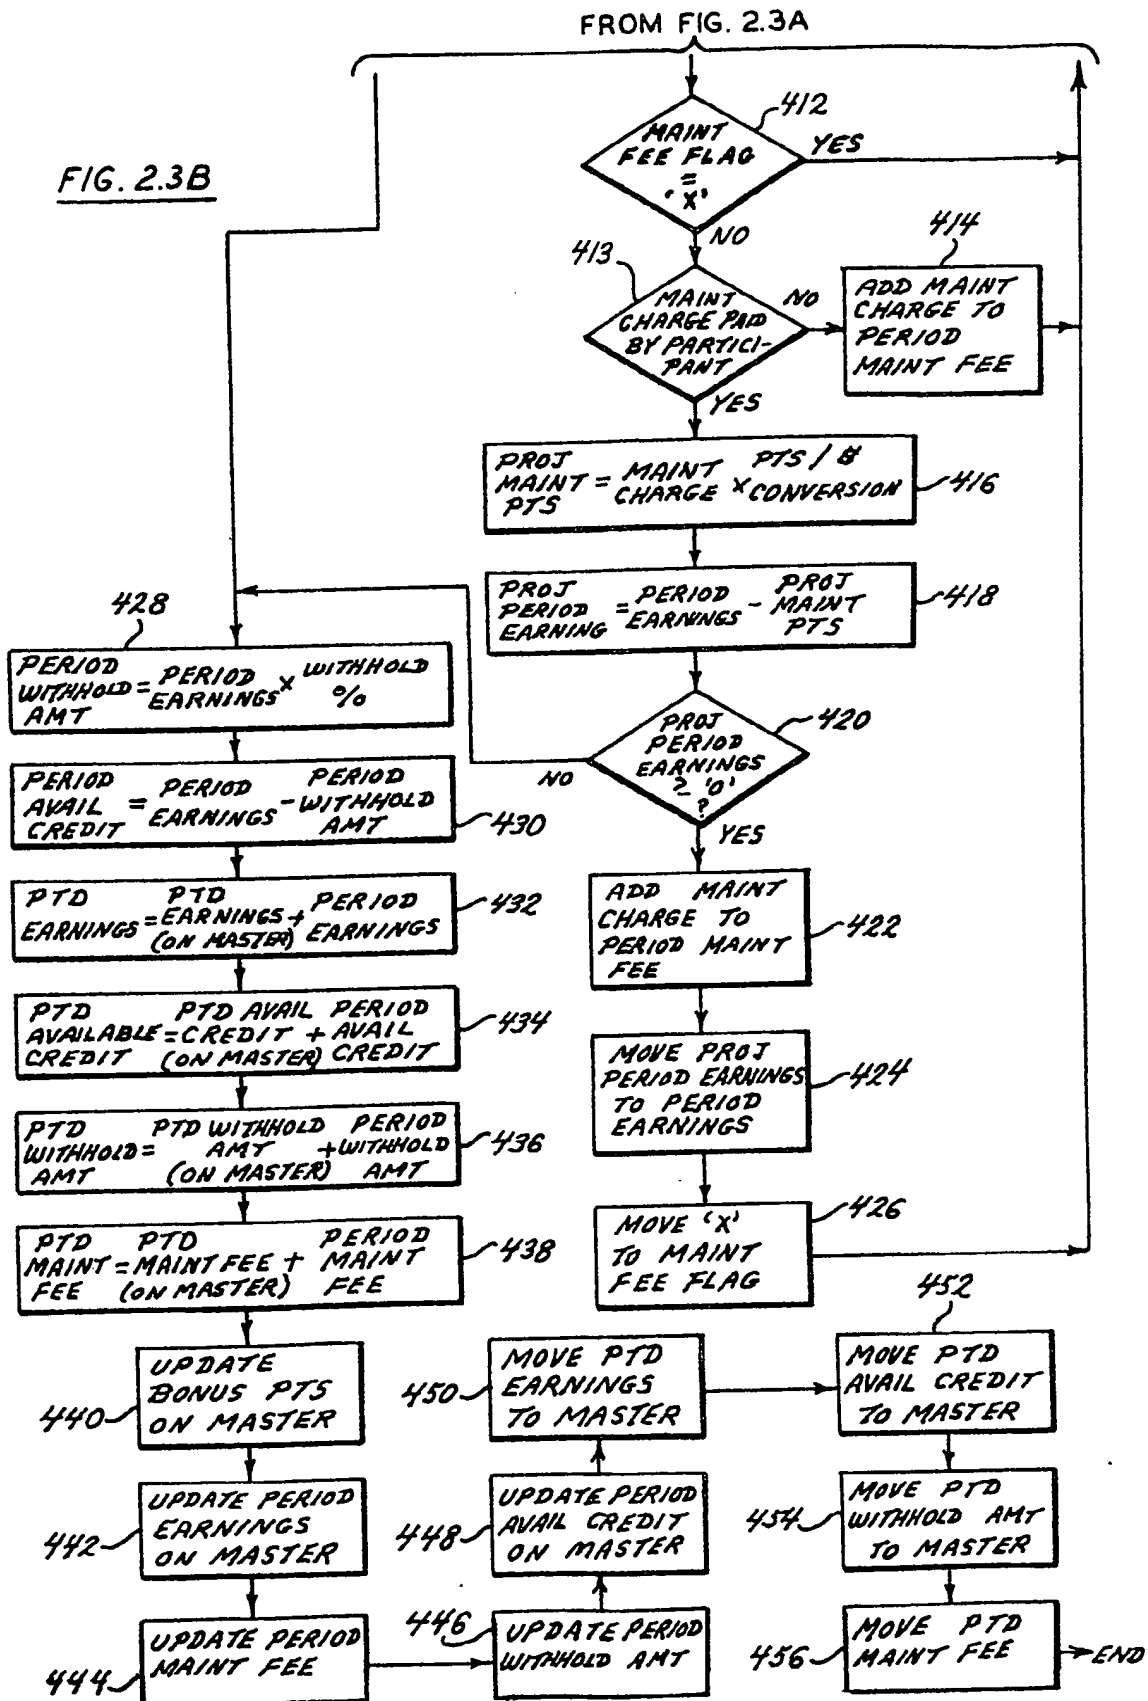 FROM FIG. 2.3A
FIG. 2.3B
412
MAINT
FEE FLAG
=
'X'
YES
NO
413
MAINT
CHARGE PAID
BY PARTICI-
PANT
NO
YES
414
ADD MAINT
CHARGE TO
PERIOD
MAINT FEE
PROJ
MAINT PTS = MAINT CHARGE × PTS / $ CONVERSION
416
PROJ
PERIOD EARNING = PERIOD EARNINGS - PROJ MAINT PTS
418
PROJ
PERIOD
EARNINGS
≥ '0'
?
420
NO
YES
ADD MAINT
CHARGE TO
PERIOD MAINT
FEE
422
MOVE PROJ
PERIOD EARNINGS
TO PERIOD
EARNINGS
424
MOVE 'X'
TO MAINT
FEE FLAG
426
428
PERIOD
WITHHOLD = PERIOD × WITHHOLD
AMT EARNINGS %
PERIOD PERIOD PERIOD
AVAIL = EARNINGS - WITHHOLD
CREDIT AMT
430
PTD PTD PERIOD
EARNINGS = EARNINGS + EARNINGS
(ON MASTER)
432
PTD PTD AVAIL PERIOD
AVAILABLE = CREDIT + AVAIL
CREDIT (ON MASTER) CREDIT
434
PTD PTD WITHHOLD PERIOD
WITHHOLD = AMT + WITHHOLD
AMT (ON MASTER) AMT
436
PTD PTD PERIOD
MAINT = MAINT FEE + MAINT
FEE (ON MASTER) FEE
438
UPDATE
BONUS PTS
ON MASTER
440
UPDATE PERIOD
EARNINGS
ON MASTER
442
UPDATE PERIOD
MAINT FEE
444
446
UPDATE PERIOD
WITHHOLD AMT
448
UPDATE PERIOD
AVAIL CREDIT
ON MASTER
450
MOVE PTD
EARNINGS
TO MASTER
452
MOVE PTD
AVAIL CREDIT
TO MASTER
454
MOVE PTD
WITHHOLD AMT
TO MASTER
456
MOVE PTD
MAINT FEE
END